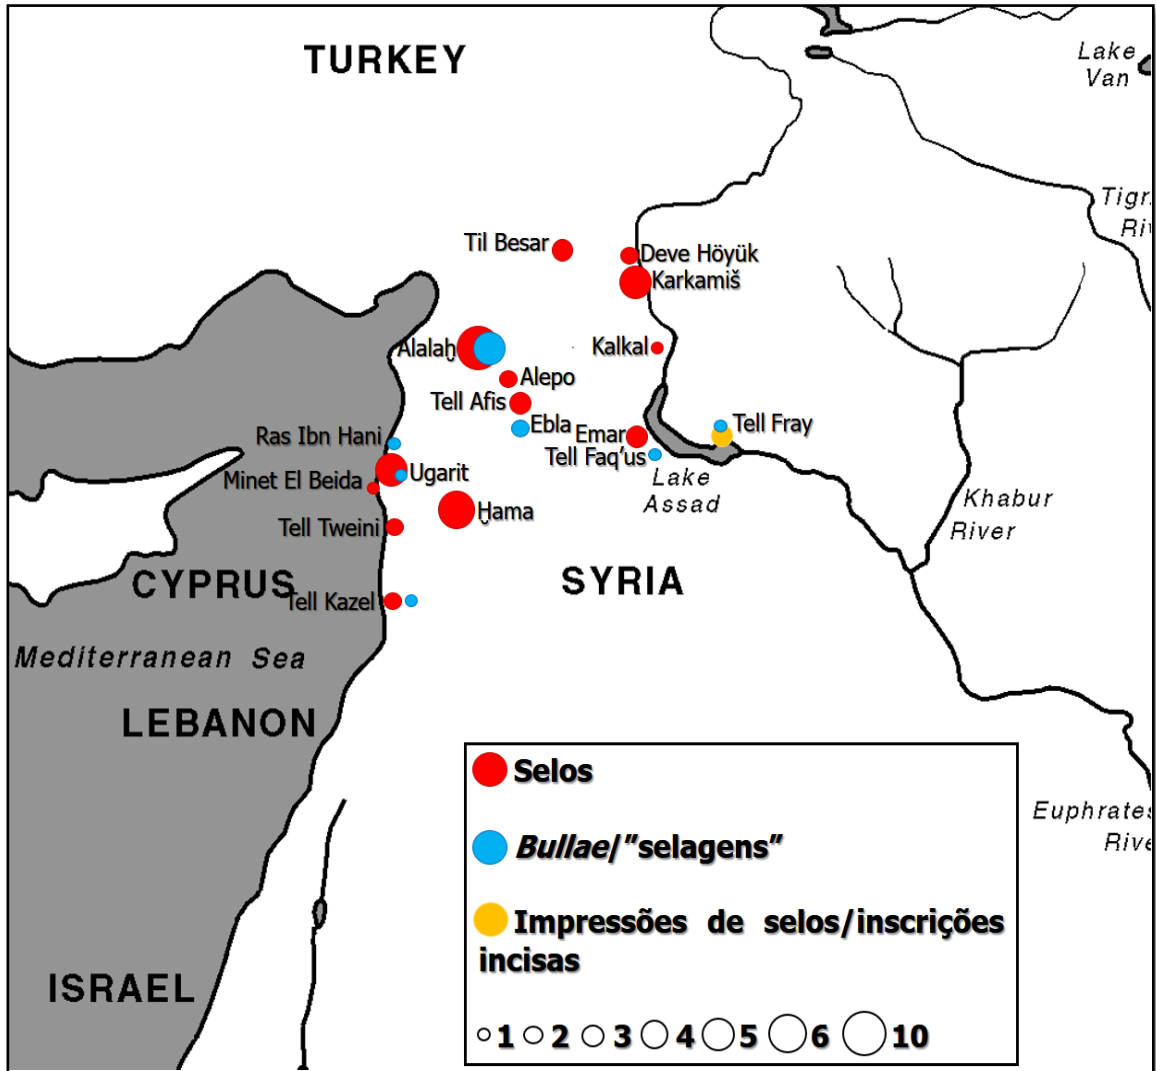 TURKEY
Lake
Van
Tigr
Riv
Til Besar
Deve Höyük
Karkamiš
Alalaḫ
Kalkal
Alepo
Tell Afis
Ebla
Emar
Tell Fray
Ras Ibn Hani
Tell Faq'us
Ugarit
Minet El Beida
Lake
Assad
Ḫama
Khabur
River
Tell Tweini
CYPRUS
SYRIA
Tell Kazel
Mediterranean Sea
LEBANON
Selos
Euphrates
Rive
Bullae/"selagens"
Impressões de selos/inscrições
incisas
ISRAEL
1 2 3 4 5 6 10